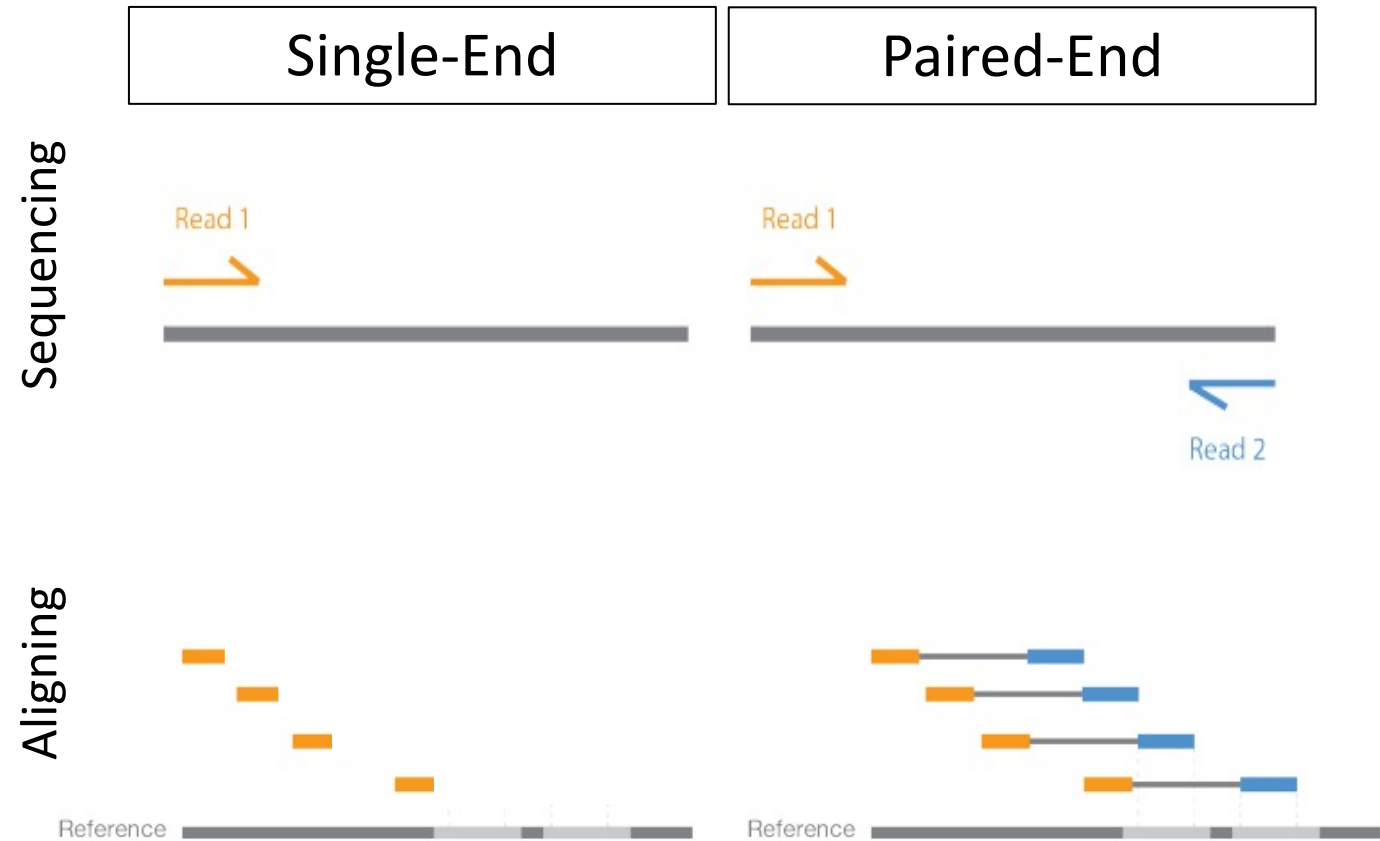 Single-End
Paired-End
Sequencing
Read 1
Read 1
Read 2
Aligning
Reference
Reference